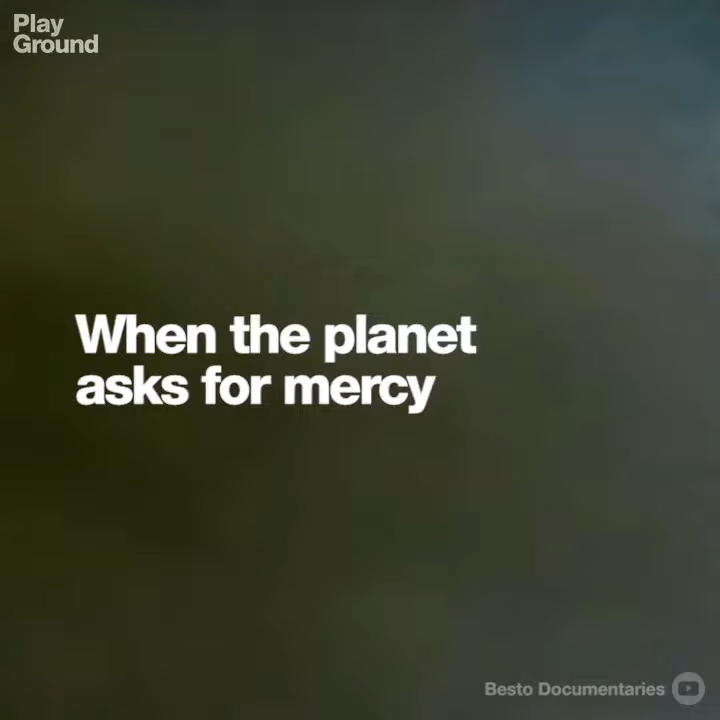 Play
Ground
When the planet
asks for mercy
Besto Documentaries